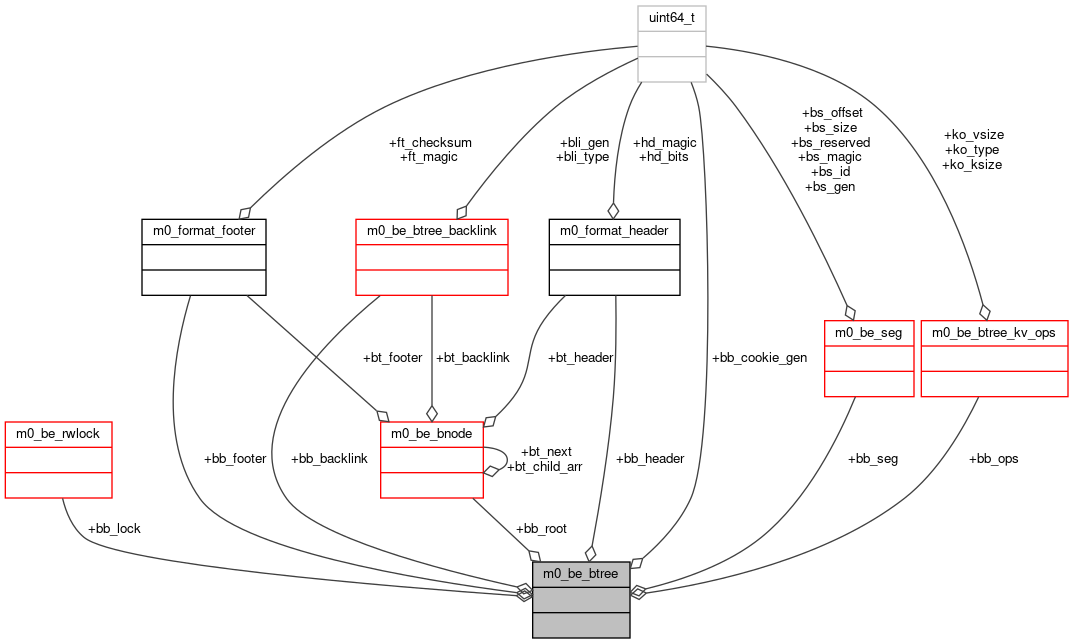 uint64_t
+ft_checksum
+ft_magic
+bli_gen
+bli_type
+hd_magic
+hd_bits
+bs_offset
+bs_size
+bs_reserved
+bs_magic
+bs_id
+bs_gen
+ko_vsize
+ko_type
+ko_ksize
m0_format_footer
m0_be_btree_backlink
m0_format_header
m0_be_seg
m0_be_btree_kv_ops
+bt_footer
+bt_backlink
+bt_header
+bb_cookie_gen
m0_be_rwlock
m0_be_bnode
+bt_next
+bt_child_arr
+bb_footer
+bb_backlink
+bb_header
+bb_seg
+bb_ops
+bb_lock
+bb_root
m0_be_btree